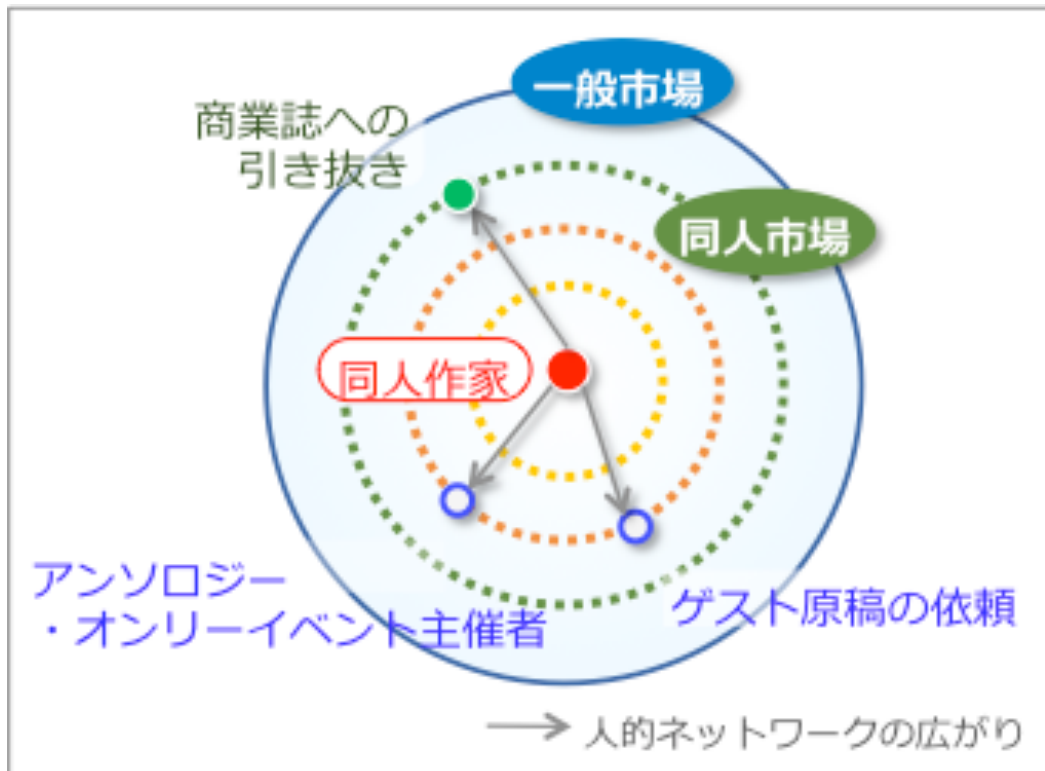 一般市場
商業誌への
引き抜き
同人市場
同人作家
アンソロジー
・オンリーイベント主催者
ゲスト原稿の依頼
人的ネットワークの広がり